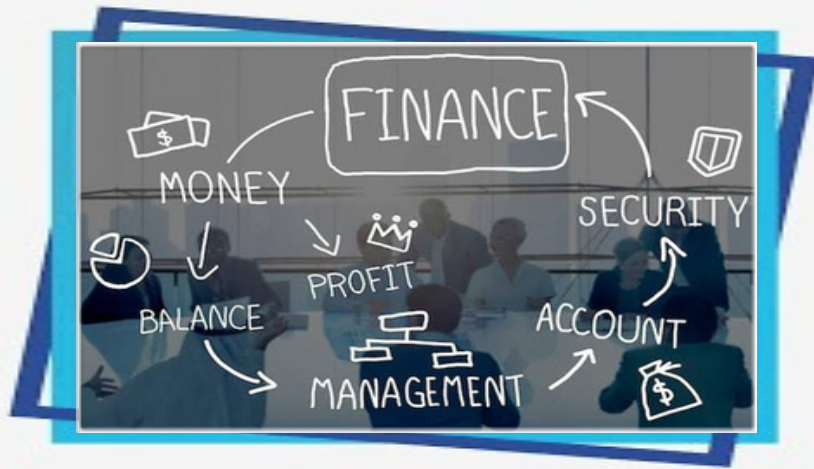 FINANCE
MONEY
SECURITY
PROFIT
BALANCE
ACCOUNT
MANAGEMENT
$
$